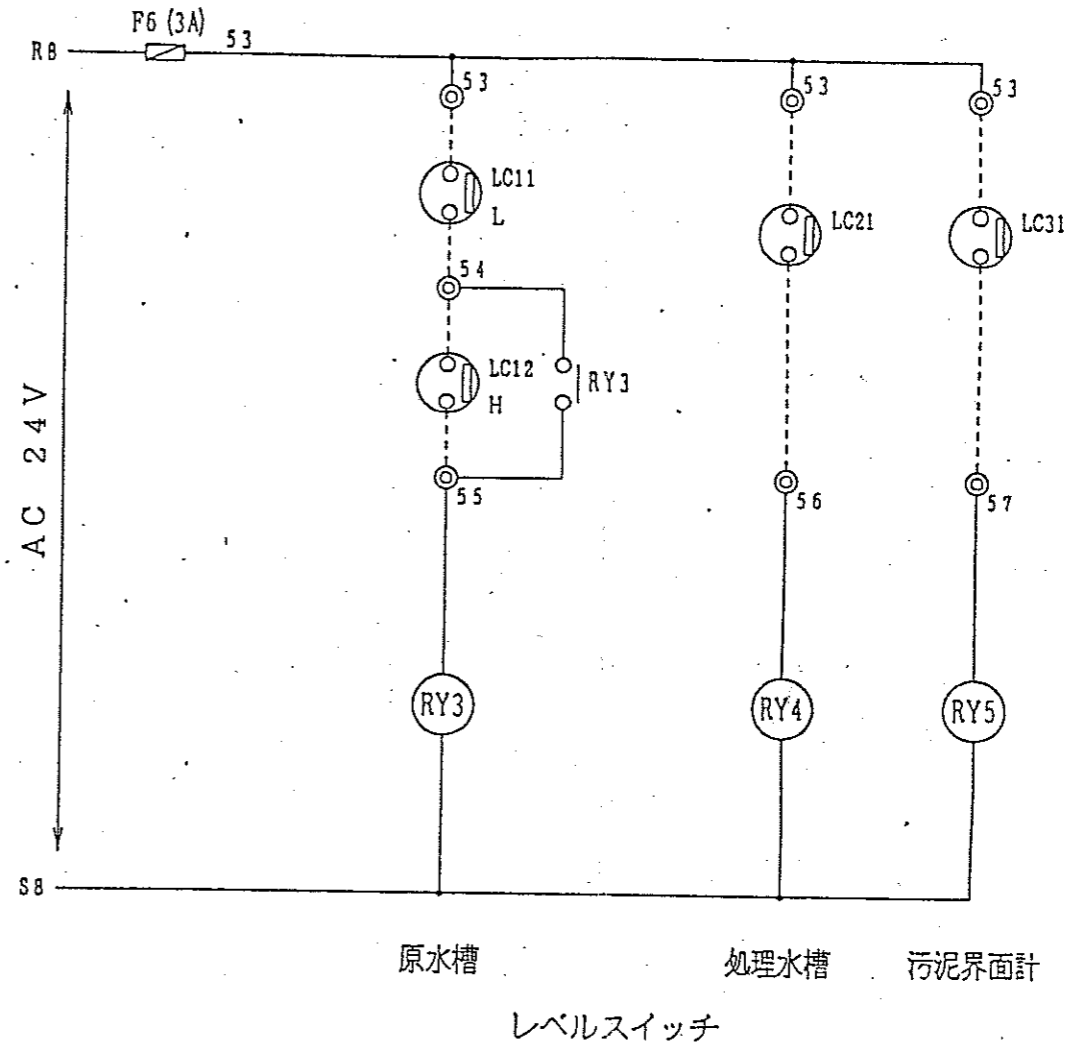 F6 (3A)
R8
53
53
53
53
LC11
L
LC21
LC31
54
LC12
H
RY3
AC 24V
55
56
57
RY3
RY4
RY5
S8
原水槽
処理水槽
汚泥界面計
レベルスイッチ